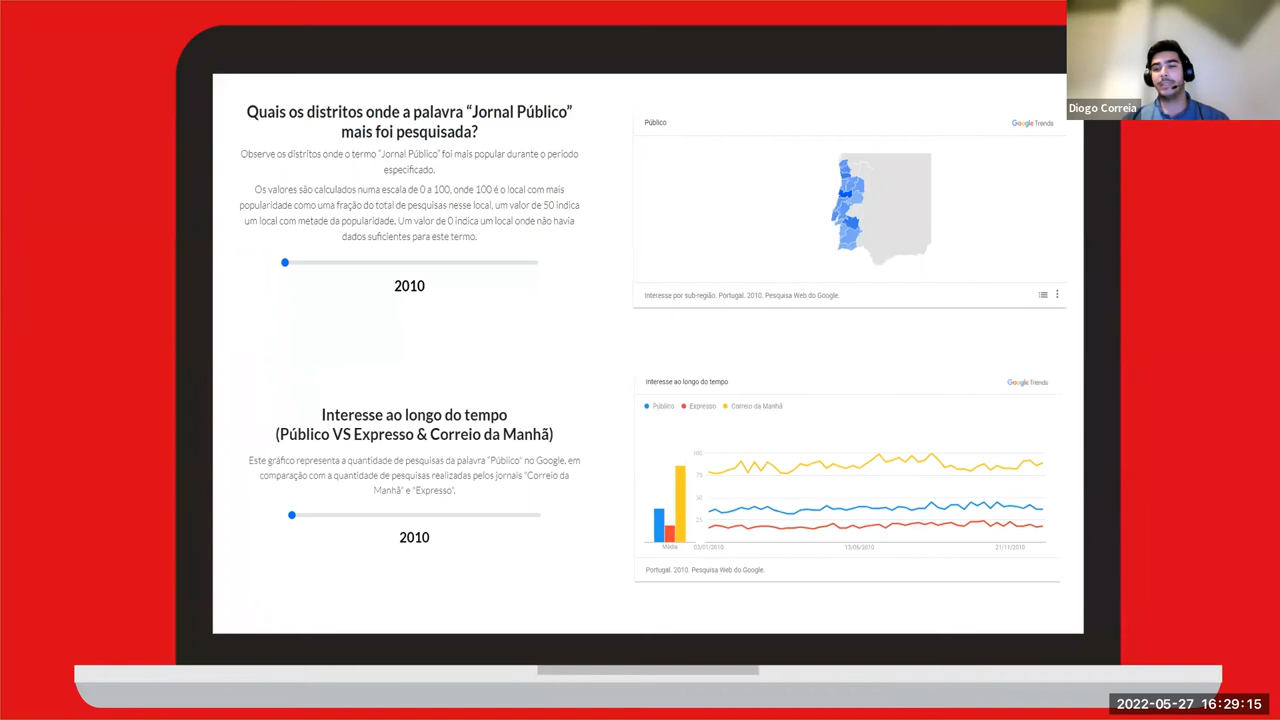 Diogo Correia
Quais os distritos onde a palavra “Jornal Público”
mais foi pesquisada?
Observe os distritos onde o termo “Jornal Público” foi mais popular durante o período
especificado.
Os valores são calculados numa escala de 0 a 100, onde 100 é o local com mais
popularidade como uma fração do total de pesquisas nesse local, um valor de 50 indica
um local com metade da popularidade. Um valor de 0 indica um local onde não havia
dados suficientes para este termo.
2010
Público
Google Trends
Interesse por sub-região. Portugal. 2010. Pesquisa Web do Google.
Interesse ao longo do tempo
(Público VS Expresso & Correio da Manhã)
Este gráfico representa a quantidade de pesquisas da palavra “Público” no Google, em
comparação com a quantidade de pesquisas realizadas pelos jornais “Correio da
Manhã” e “Expresso”.
2010
Interesse ao longo do tempo
Google Trends
Público Expresso Correio da Manhã
100
75
50
25
Média 03/01/2010 13/06/2010 21/11/2010
Portugal. 2010. Pesquisa Web do Google.
2022-05-27 16:29:15